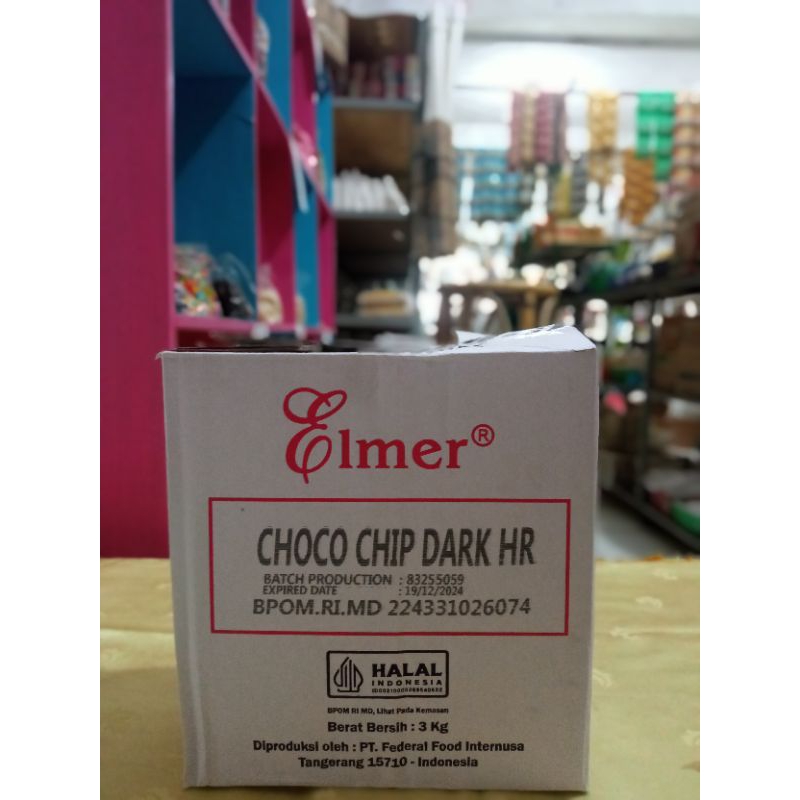 Elmer®
CHOCO CHIP DARK HR
BATCH PRODUCTION : 83255059
EXPIRED DATE : 19/12/2024
BPOM.RI.MD 224331026074
HALAL
INDONESIA
BPOM RI MD, Lihat Pada Kemasan
Berat Bersih : 3 Kg
Diproduksi oleh : PT. Federal Food Internusa
Tangerang 15710 - Indonesia